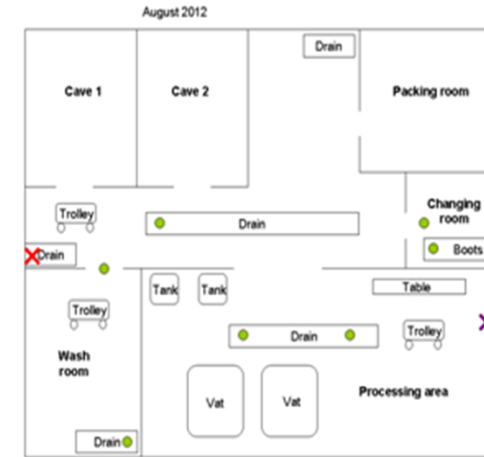 August 2012
Drain
Cave 1
Cave 2
Packing room
Trolley
Drain
Changing
room
Drain
Boots
Tank
Tank
Table
Trolley
Drain
Trolley
Wash
room
Vat
Vat
Processing area
Drain